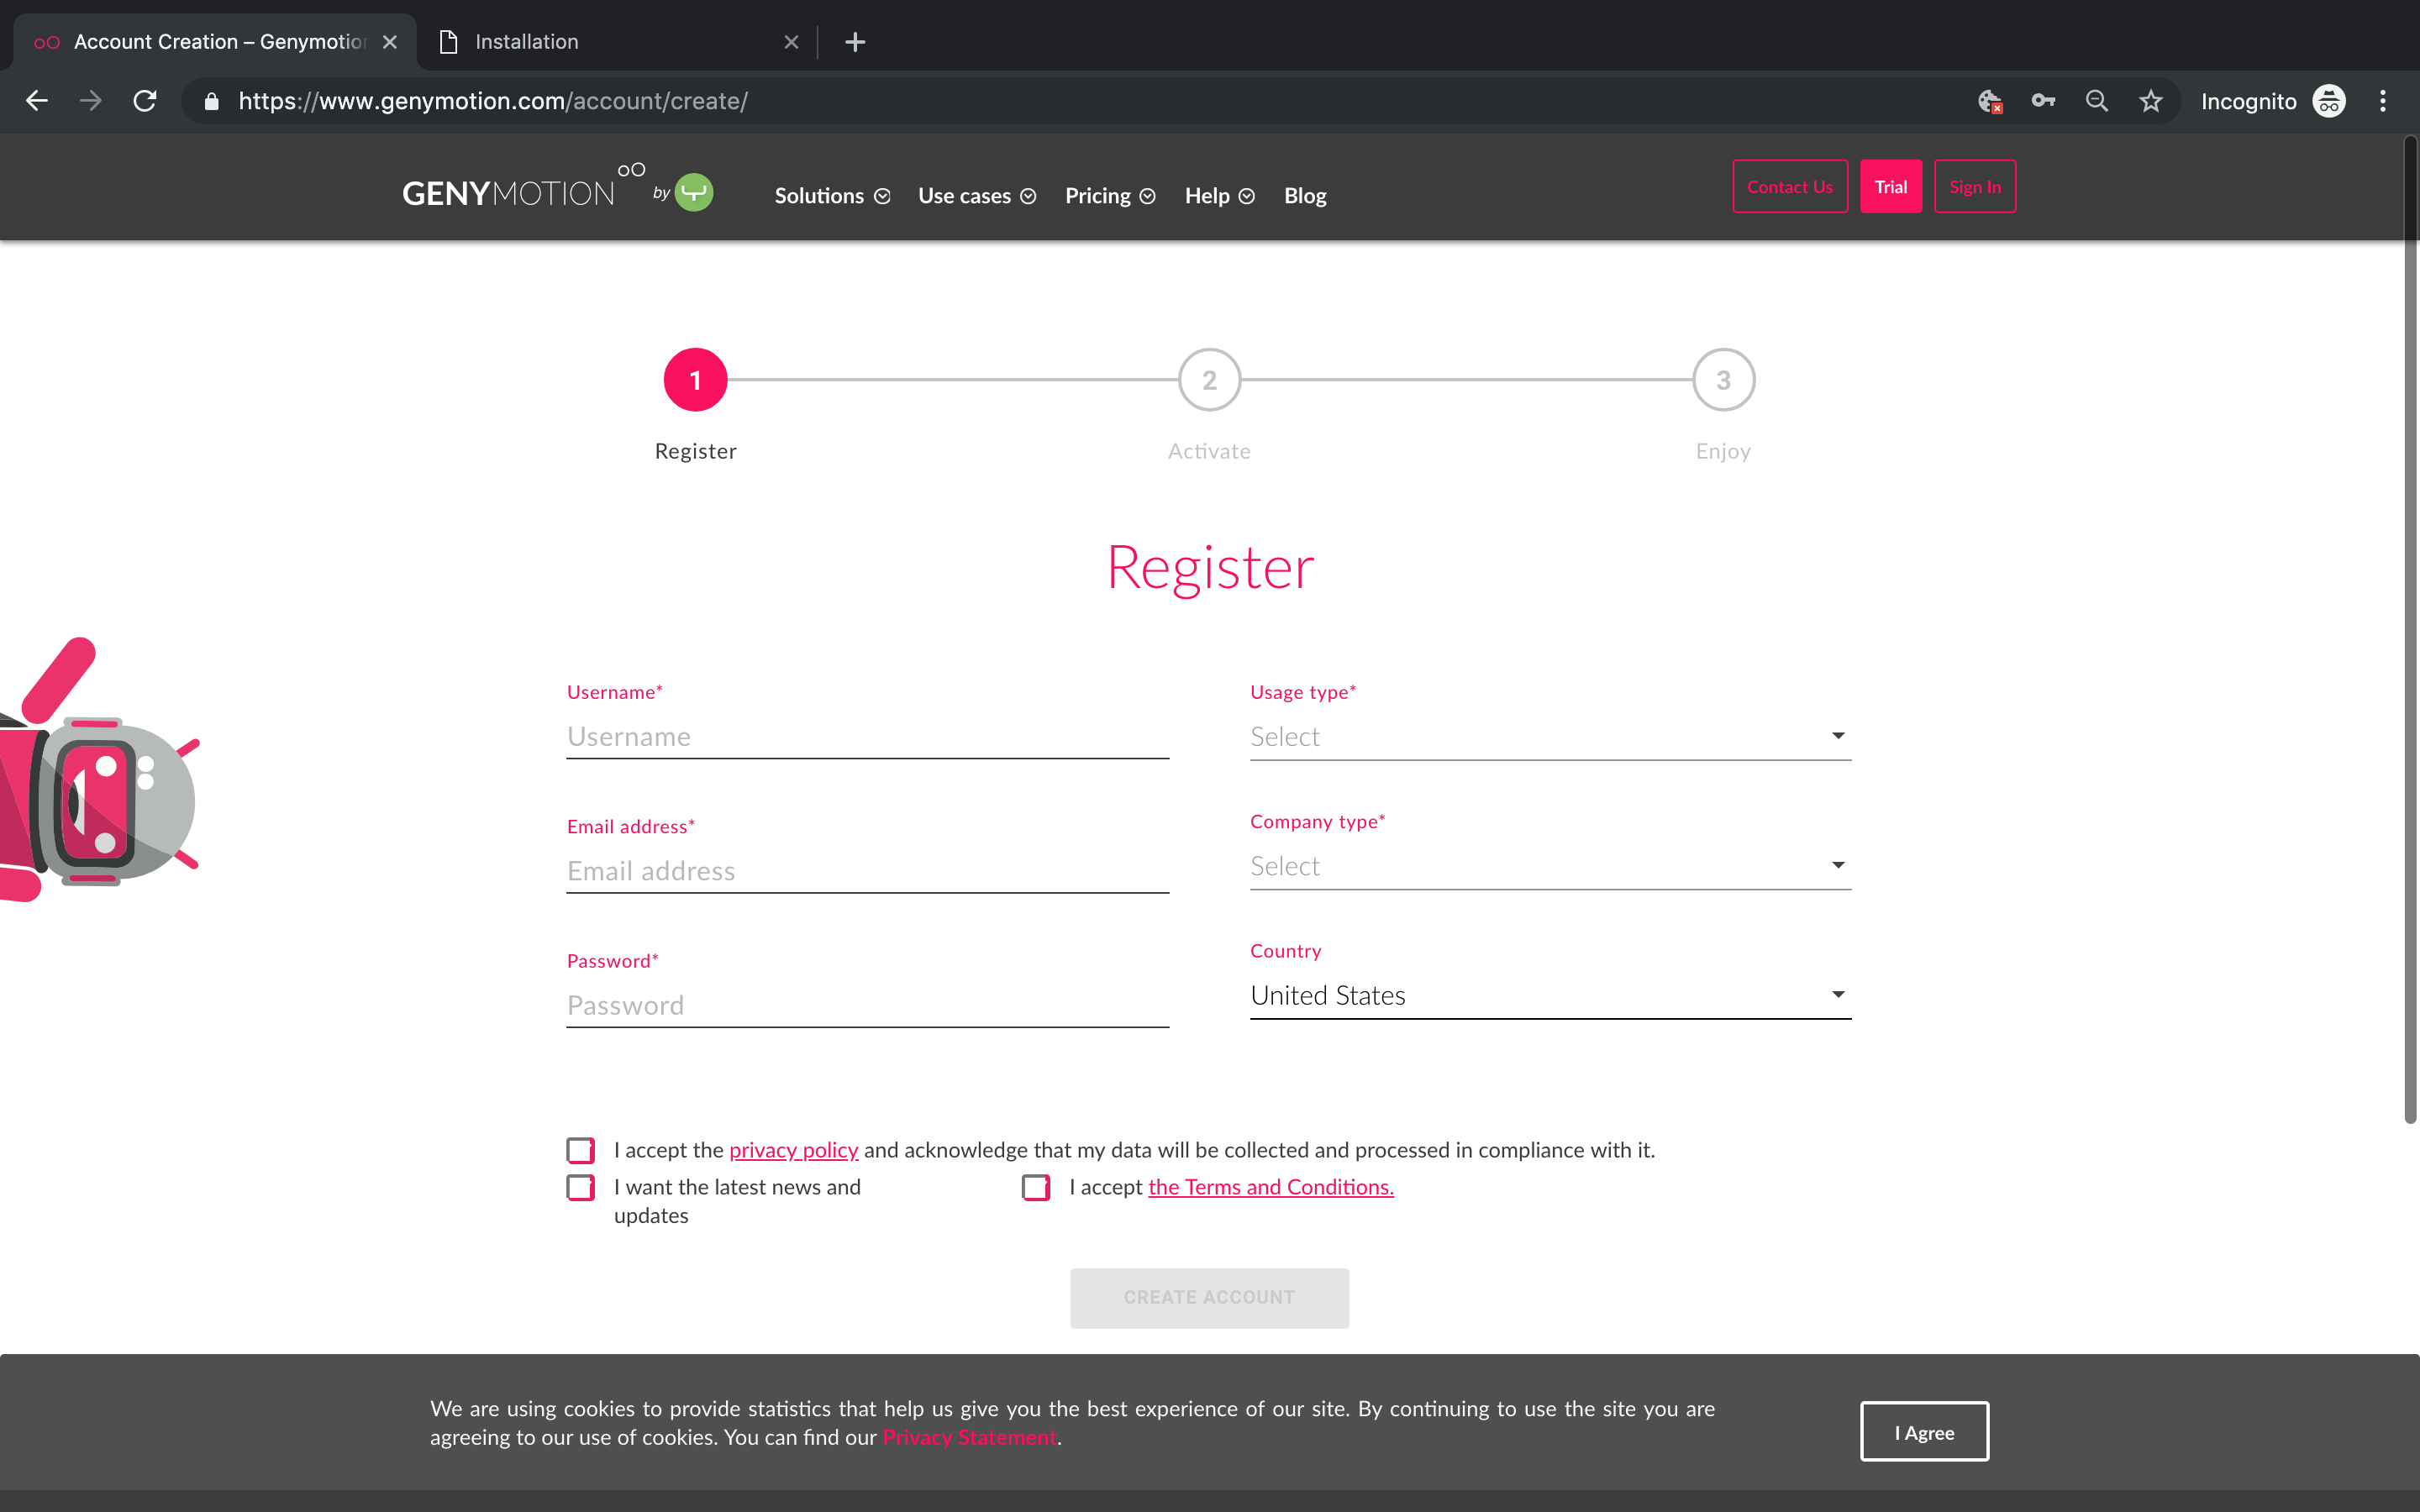 Account Creation – Genymotion
Installation
https://www.genymotion.com/account/create/
Incognito
GENYMOTION by
Solutions
Use cases
Pricing
Help
Blog
Contact Us
Trial
Sign In
1
2
3
Register
Activate
Enjoy
Register
Username*
Username
Usage type*
Select
Email address*
Email address
Company type*
Select
Password*
Password
Country
United States
I accept the privacy policy and acknowledge that my data will be collected and processed in compliance with it.
I want the latest news and
updates
I accept the Terms and Conditions.
CREATE ACCOUNT
We are using cookies to provide statistics that help us give you the best experience of our site. By continuing to use the site you are
agreeing to our use of cookies. You can find our Privacy Statement.
I Agree